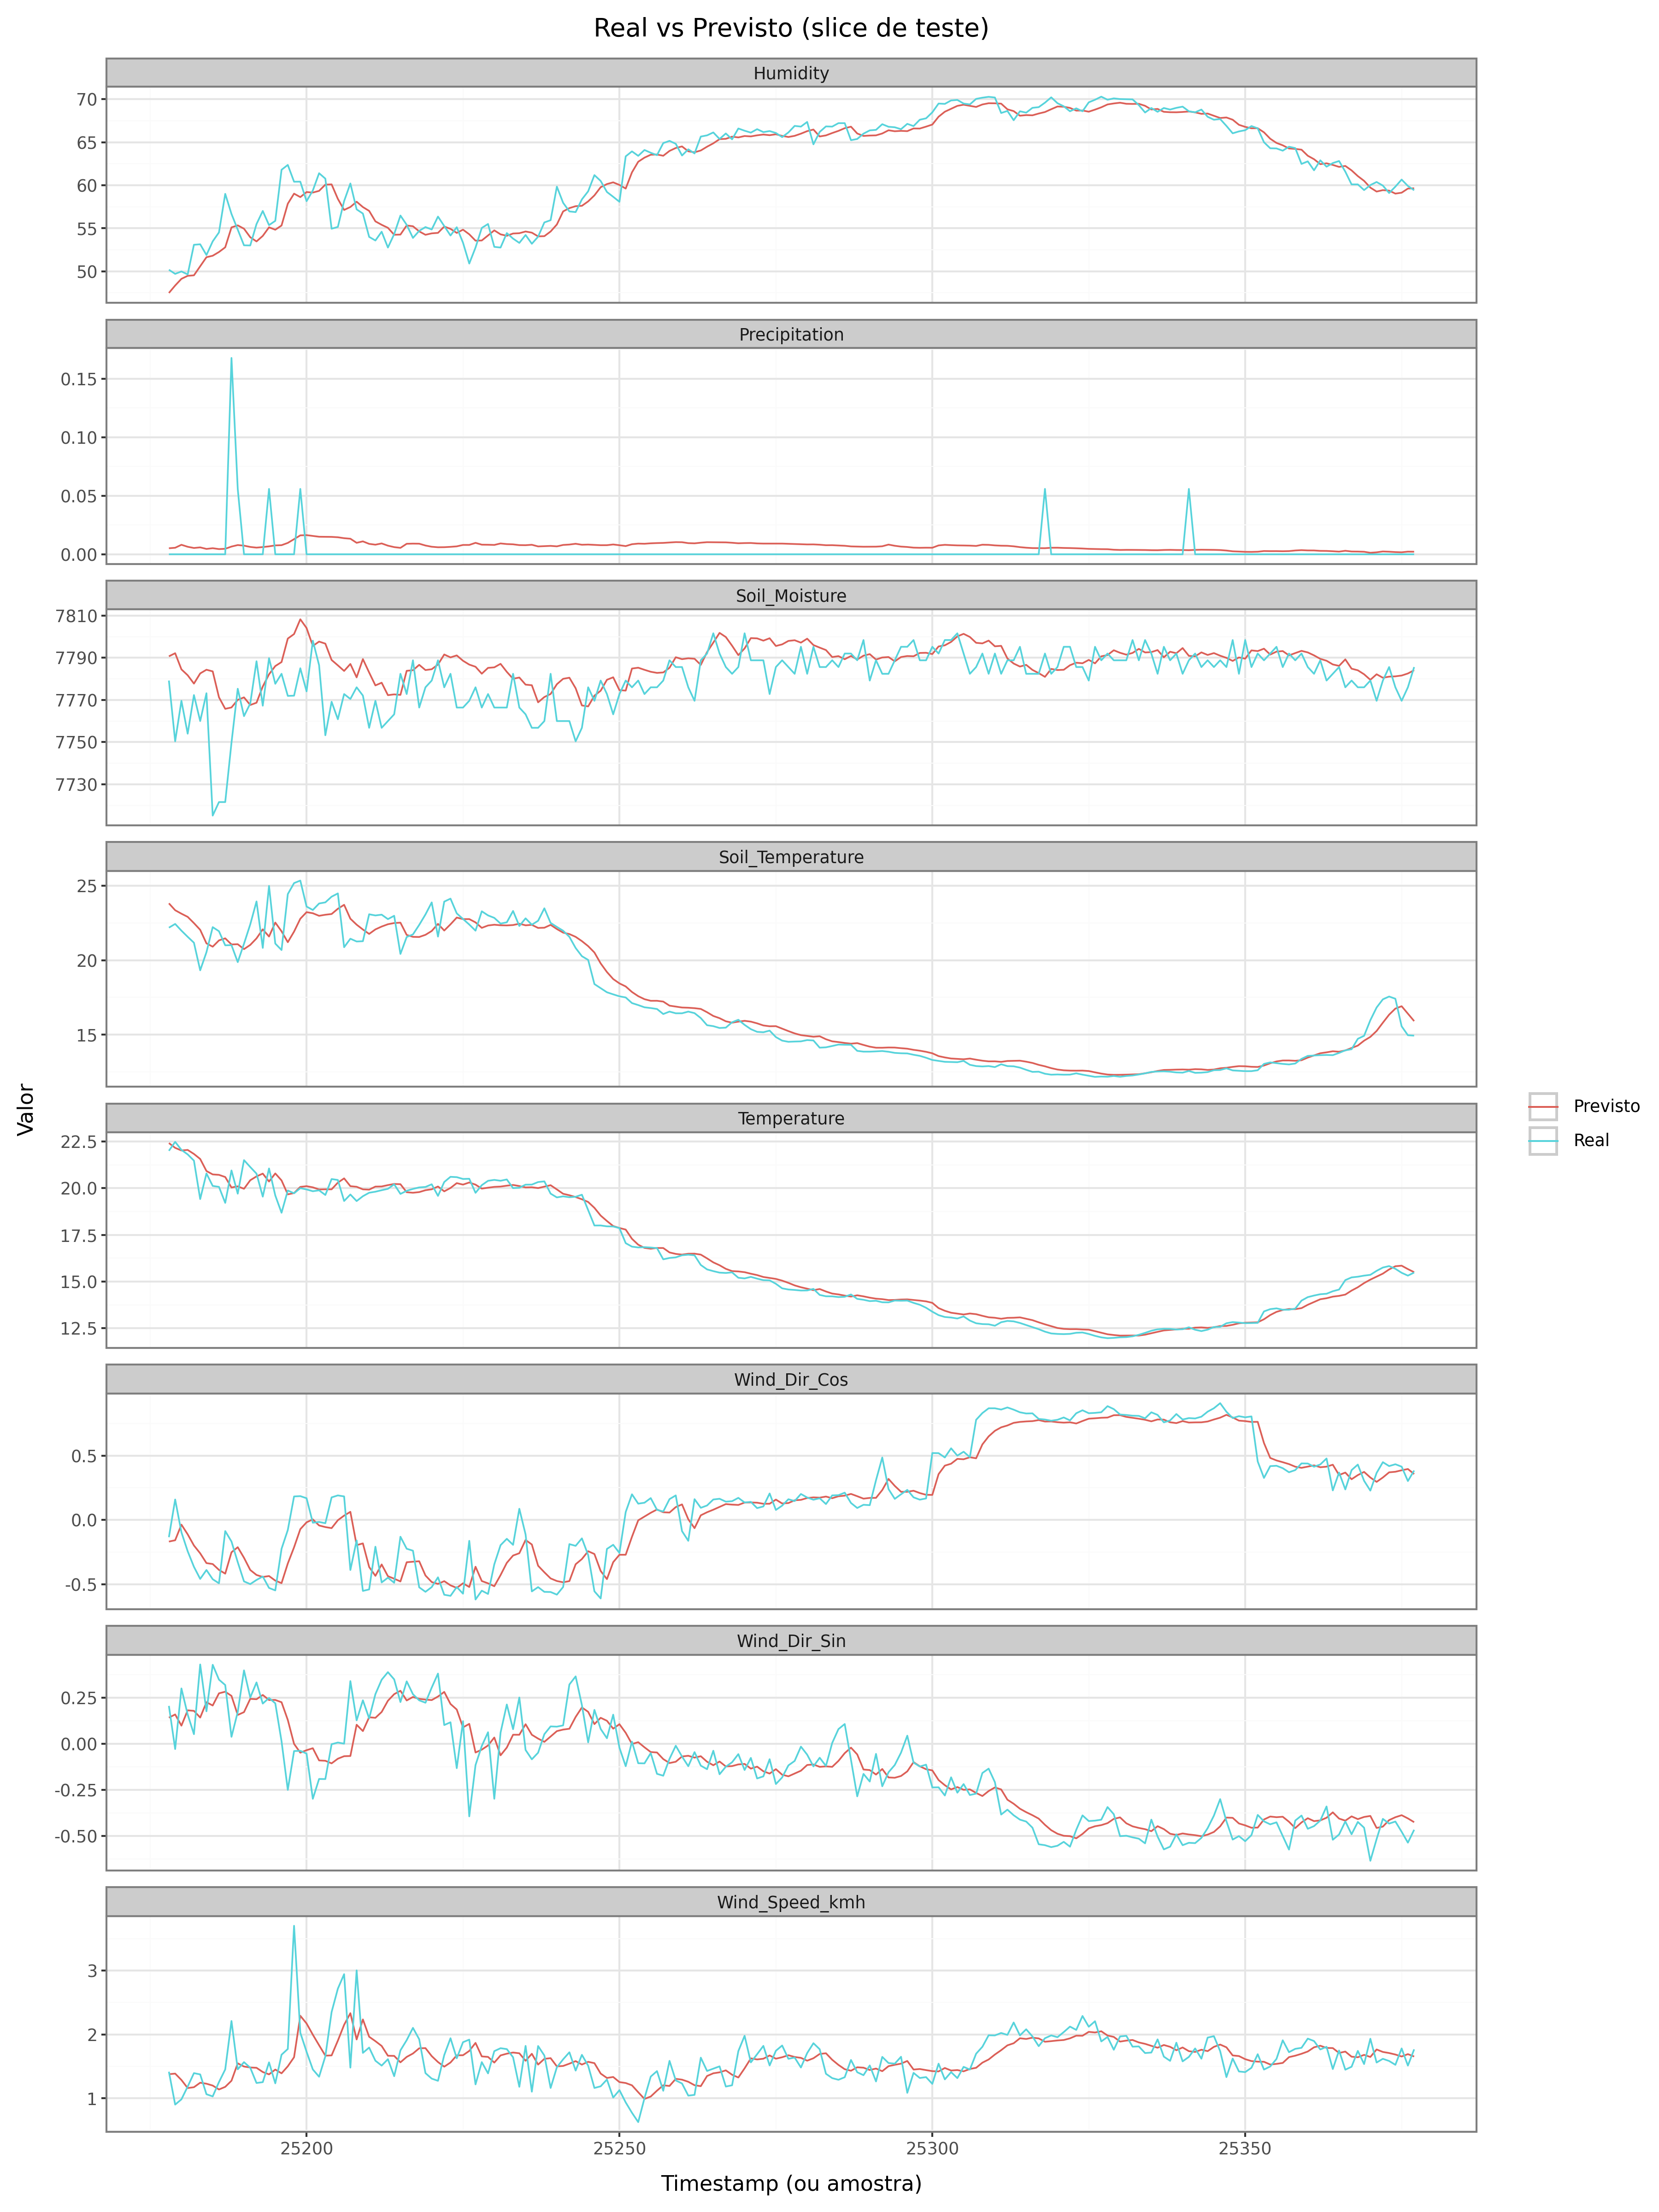 Real vs Previsto (slice de teste)
Humidity
70
65
60
55
50
Precipitation
0.15
0.10
0.05
0.00
Soil_Moisture
7810
7790
7770
7750
7730
Soil_Temperature
25
20
15
Temperature
22.5
20.0
17.5
15.0
12.5
Wind_Dir_Cos
0.5
0.0
-0.5
Wind_Dir_Sin
0.25
0.00
-0.25
-0.50
Wind_Speed_kmh
3
2
1
25200 25250 25300 25350
Timestamp (ou amostra)
Valor
Previsto
Real